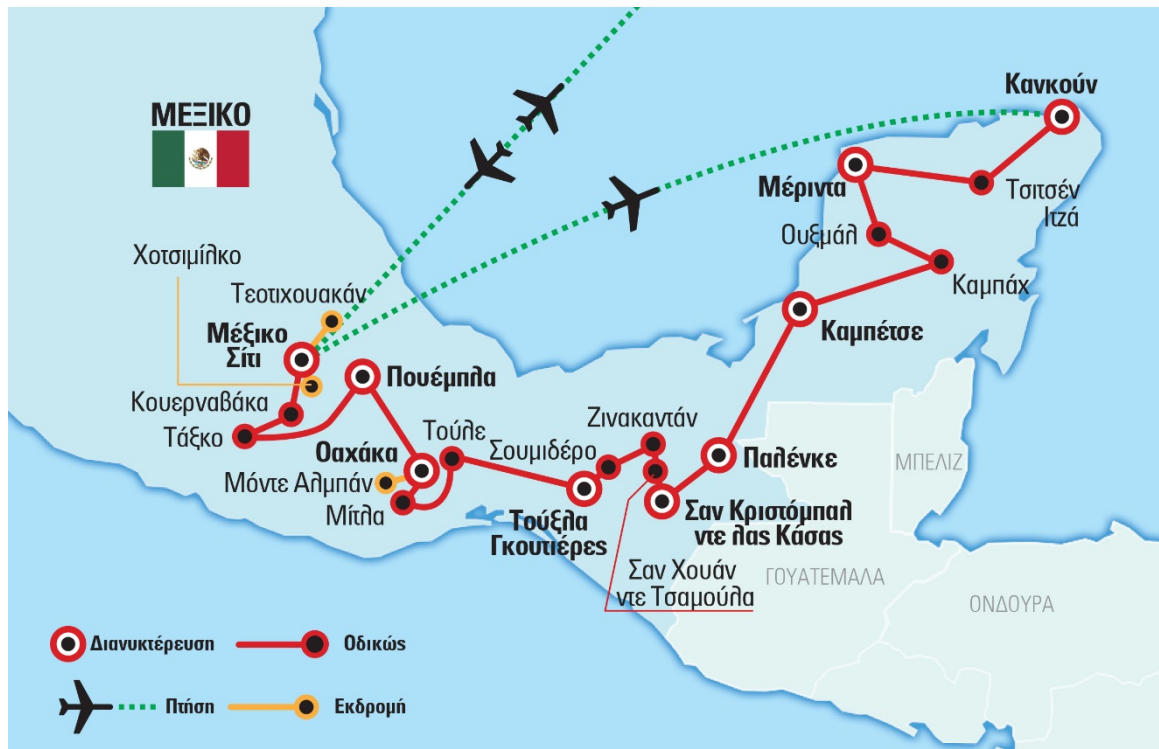 ΜΕΞΙΚΟ
Κανκούν
Μέριντα
Τσιτσέν
Ιτζά
Ουξμάλ
Χοτσιμίλκο
Καμπάχ
Τεοτιχουακάν
Καμπέτσε
Μέξικο
Σίτι
Πουέμπλα
Κουερναβάκα
Τάξκο
Ζινακαντάν
Τούλε
Οαχάκα
Σουμιδέρο
Παλένκε
ΜΠΕΛΙΖ
Μόντε Αλμπάν
Μίτλα
Τούξλα
Γκουτιέρες
Σαν Κριστόμπαλ
ντε λας Κάσας
Σαν Χουάν
ντε Τσαμούλα
ΓΟΥΑΤΕΜΑΛΑ
ΟΝΔΟΥΡΑ
Διανυκτέρευση
Οδικώς
Πτήση
Εκδρομή